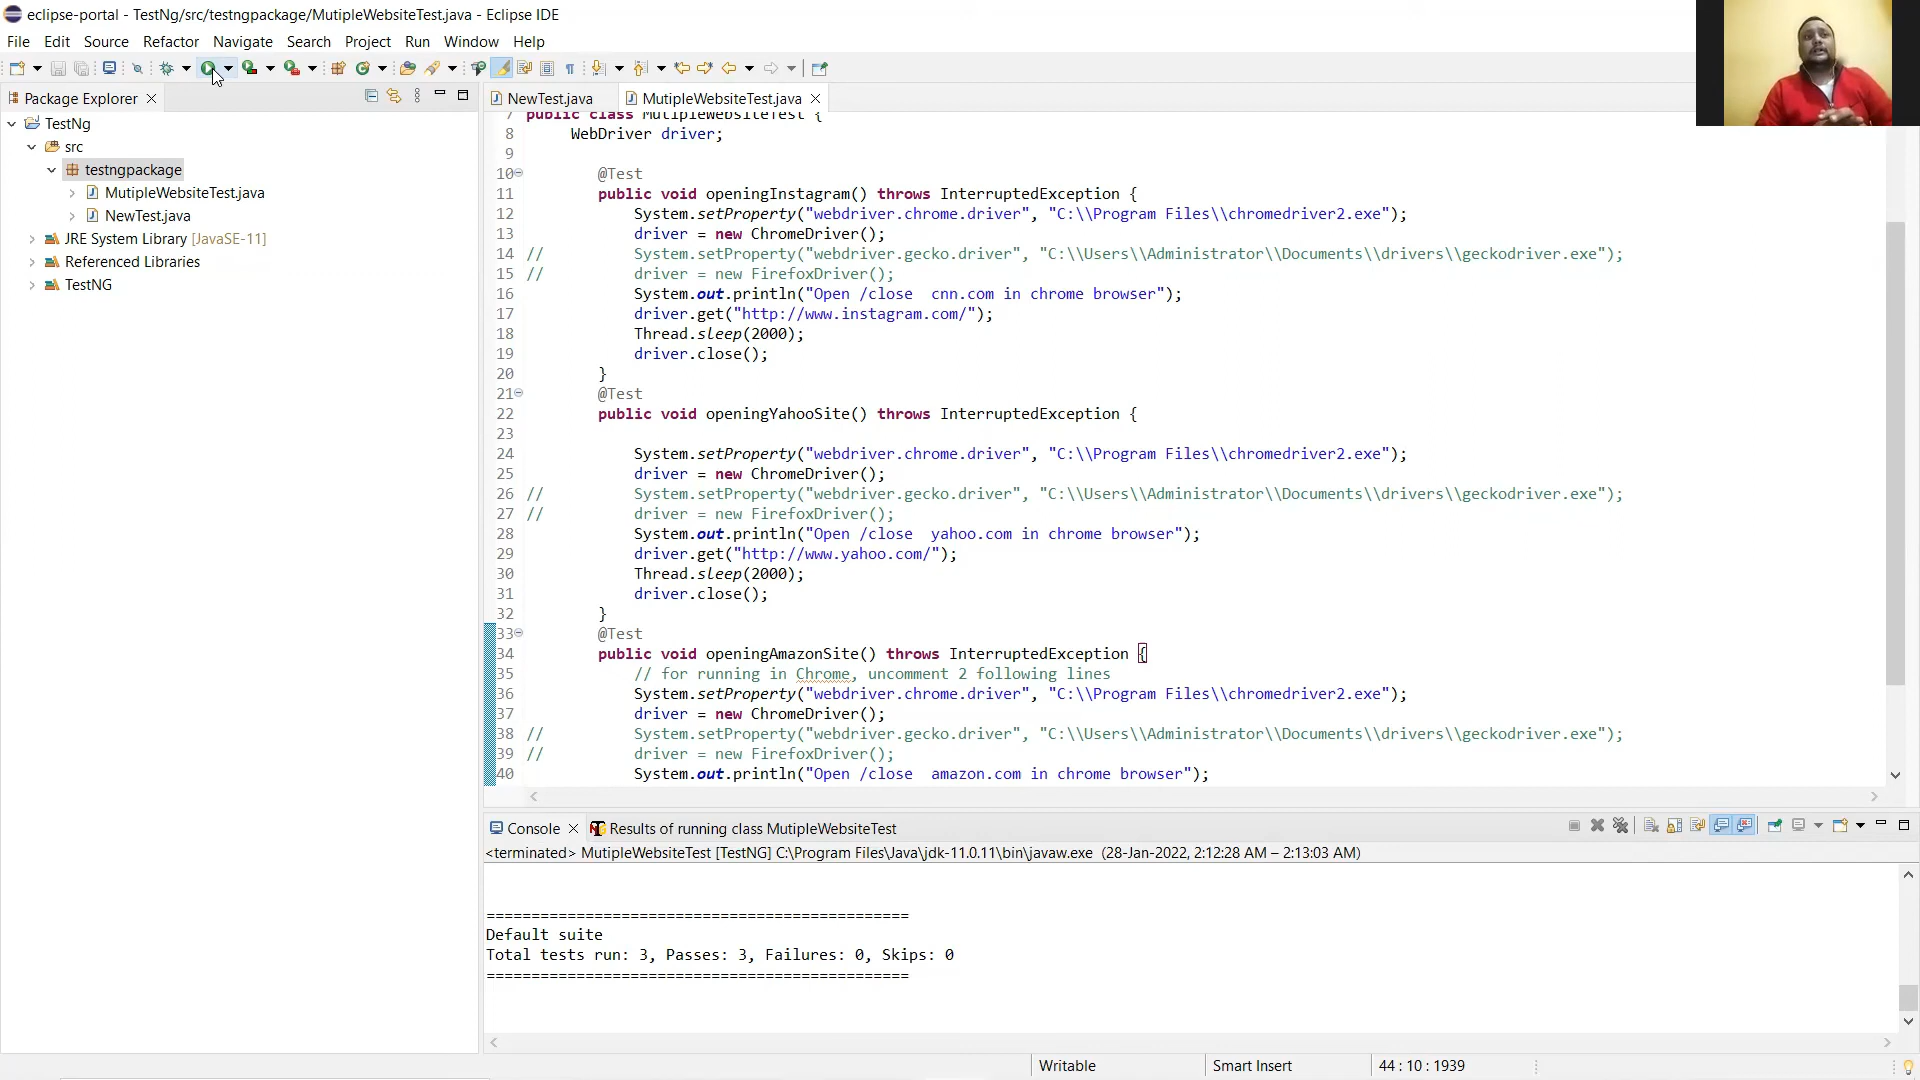 eclipse-portal - TestNg/src/testngpackage/MutipleWebsiteTest.java - Eclipse IDE
File Edit Source Refactor Navigate Search Project Run Window Help
Package Explorer
NewTest.java
MutipleWebsiteTest.java
TestNg
src
testngpackage
MutipleWebsiteTest.java
NewTest.java
JRE System Library [JavaSE-11]
Referenced Libraries
TestNG
7 public class MutipleWebsiteTest {
8 WebDriver driver;
9
10 @Test
11 public void openingInstagram() throws InterruptedException {
12 System.setProperty("webdriver.chrome.driver", "C:\\Program Files\\chromedriver2.exe");
13 driver = new ChromeDriver();
14 // System.setProperty("webdriver.gecko.driver", "C:\\Users\\Administrator\\Documents\\drivers\\geckodriver.exe");
15 // driver = new FirefoxDriver();
16 System.out.println("Open /close  cnn.com in chrome browser");
17 driver.get("http://www.instagram.com/");
18 Thread.sleep(2000);
19 driver.close();
20 }
21 @Test
22 public void openingYahooSite() throws InterruptedException {
23
24 System.setProperty("webdriver.chrome.driver", "C:\\Program Files\\chromedriver2.exe");
25 driver = new ChromeDriver();
26 // System.setProperty("webdriver.gecko.driver", "C:\\Users\\Administrator\\Documents\\drivers\\geckodriver.exe");
27 // driver = new FirefoxDriver();
28 System.out.println("Open /close  yahoo.com in chrome browser");
29 driver.get("http://www.yahoo.com/");
30 Thread.sleep(2000);
31 driver.close();
32 }
33 @Test
34 public void openingAmazonSite() throws InterruptedException {
35 // for running in Chrome, uncomment 2 following lines
36 System.setProperty("webdriver.chrome.driver", "C:\\Program Files\\chromedriver2.exe");
37 driver = new ChromeDriver();
38 // System.setProperty("webdriver.gecko.driver", "C:\\Users\\Administrator\\Documents\\drivers\\geckodriver.exe");
39 // driver = new FirefoxDriver();
40 System.out.println("Open /close  amazon.com in chrome browser");
Console
Results of running class MutipleWebsiteTest
<terminated> MutipleWebsiteTest [TestNG] C:\Program Files\Java\jdk-11.0.11\bin\javaw.exe (28-Jan-2022, 2:12:28 AM – 2:13:03 AM)
===============================================
Default suite
Total tests run: 3, Passes: 3, Failures: 0, Skips: 0
===============================================
Writable
Smart Insert
44 : 10 : 1939